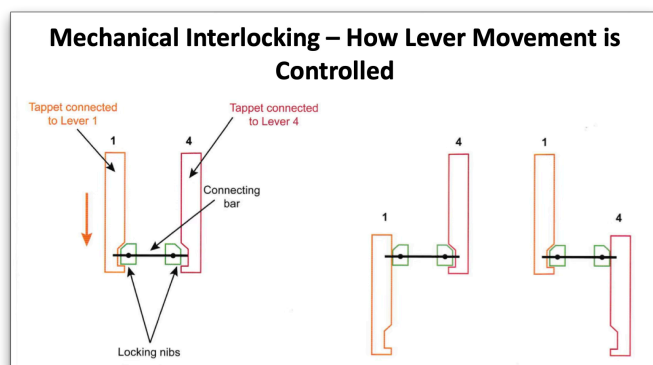 Mechanical Interlocking – How Lever Movement is
Controlled
Tappet connected
to Lever 1
Tappet connected
to Lever 4
1
4
Connecting
bar
Locking nibs
1
4
1
4